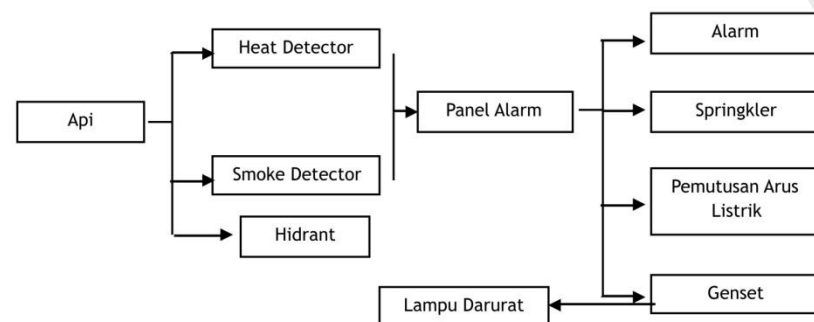 Heat Detector
Alarm
Api
Panel Alarm
Springkler
Smoke Detector
Pemutusan Arus
Listrik
Hidrant
Lampu Darurat
Genset